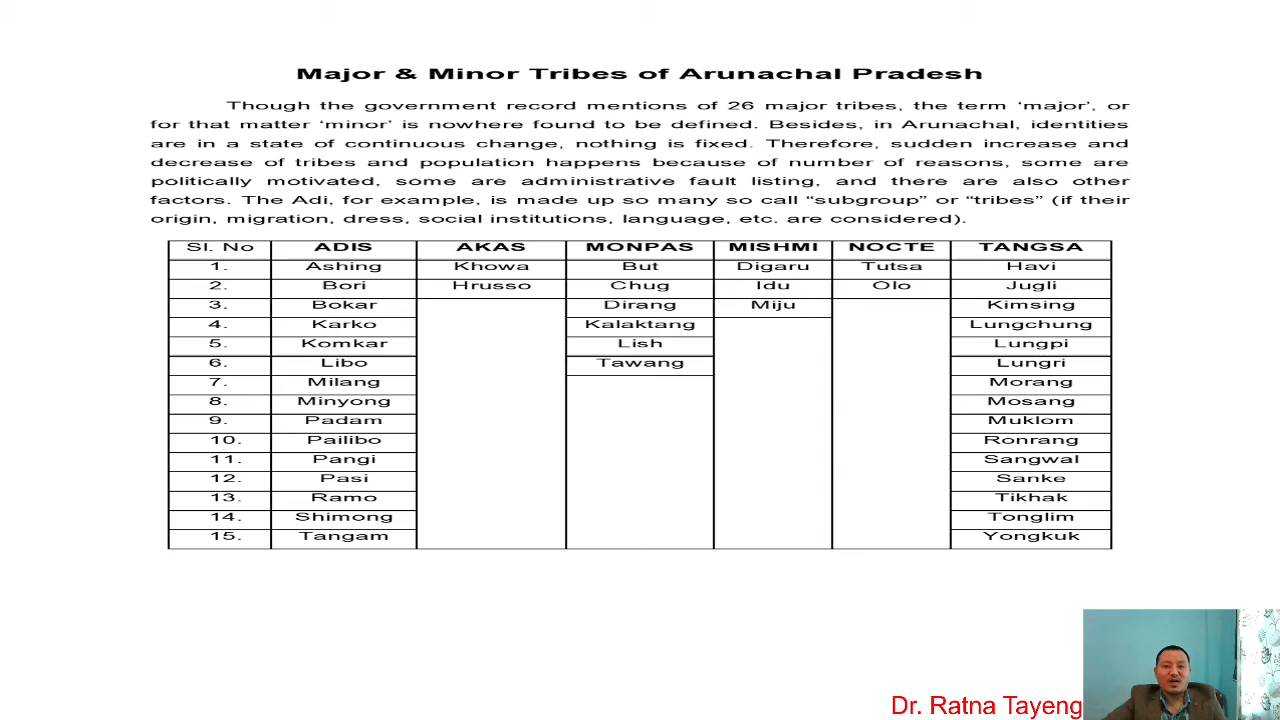 Major & Minor Tribes of Arunachal Pradesh
Though the government record mentions of 26 major tribes, the term ‘major’, or
for that matter ‘minor’ is nowhere found to be defined. Besides, in Arunachal, identities
are in a state of continuous change, nothing is fixed. Therefore, sudden increase and
decrease of tribes and population happens because of number of reasons, some are
politically motivated, some are administrative fault listing, and there are also other
factors. The Adi, for example, is made up so many so call “subgroup” or “tribes” (if their
origin, migration, dress, social institutions, language, etc. are considered).
Sl. No ADIS AKAS MONPAS MISHMI NOCTE TANGSA
1. Ashing Khowa But Digaru Tutsa Havi
2. Bori Hrusso Chug Idu Olo Jugli
3. Bokar Dirang Miju Kimsing
4. Karko Kalaktang Lungchung
5. Komkar Lish Lungpi
6. Libo Tawang Lungri
7. Milang Morang
8. Minyong Mosang
9. Padam Muklom
10. Pailibo Ronrang
11. Pangi Sangwal
12. Pasi Sanke
13. Ramo Tikhak
14. Shimong Tonglim
15. Tangam Yongkuk
Dr. Ratna Tayeng